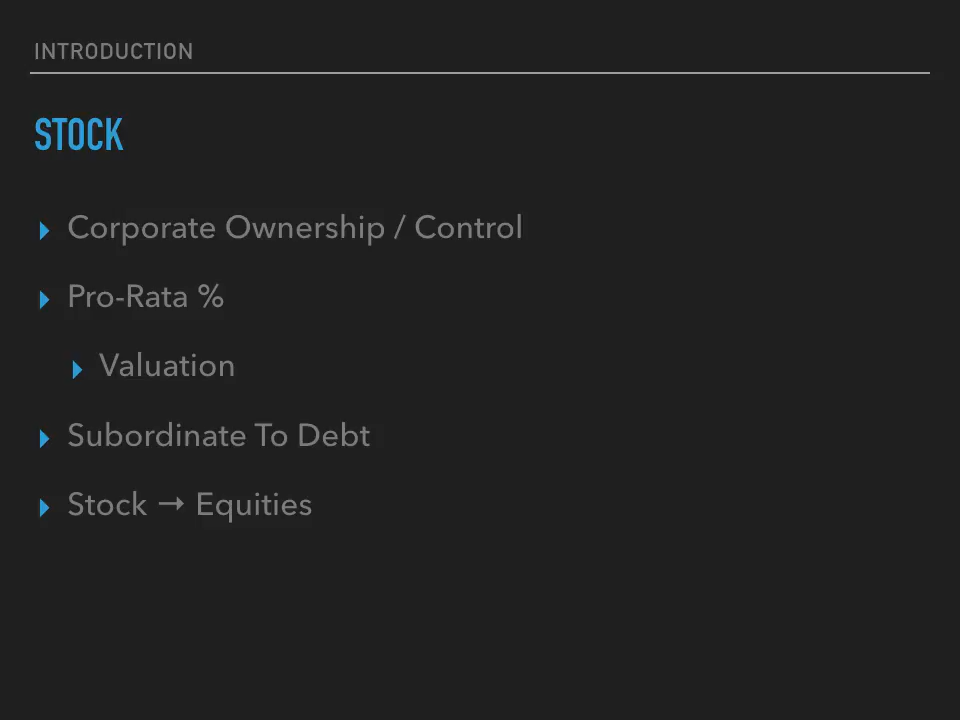 INTRODUCTION
STOCK
▸ Corporate Ownership / Control
▸ Pro-Rata %
▸ Valuation
▸ Subordinate To Debt
▸ Stock → Equities